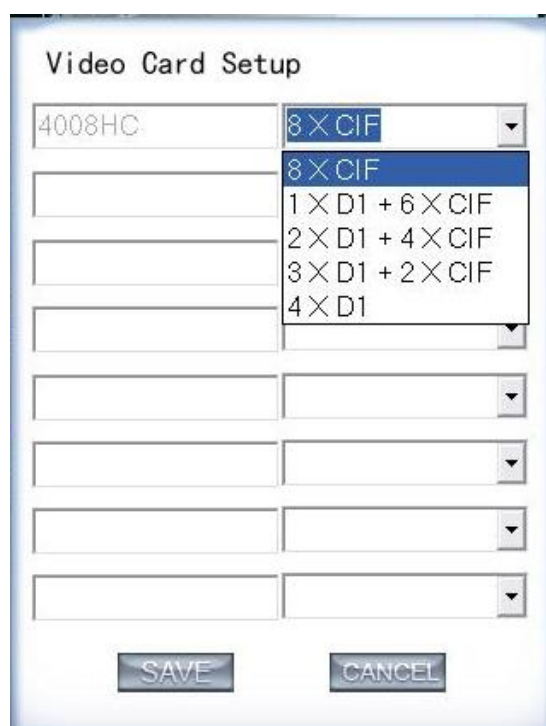 Video Card Setup
4008HC
8×CIF
8×CIF
1×D1+6×CIF
2×D1+4×CIF
3×D1+2×CIF
4×D1
SAVE
CANCEL